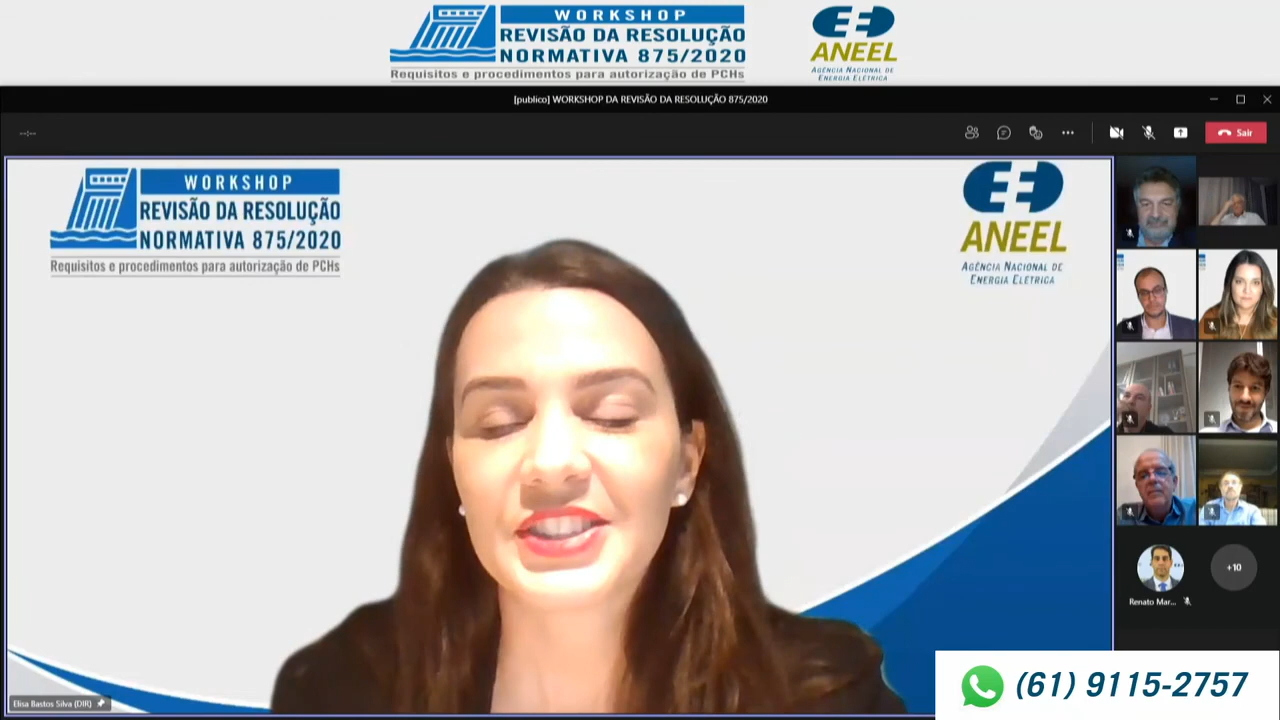 WORKSHOP
REVISÃO DA RESOLUÇÃO
NORMATIVA 875/2020
Requisitos e procedimentos para autorização de PCHs
ANEEL
AGÊNCIA NACIONAL DE
ENERGIA ELÉTRICA
[publico] WORKSHOP DA REVISÃO DA RESOLUÇÃO 875/2020
--:--
Sair
WORKSHOP
REVISÃO DA RESOLUÇÃO
NORMATIVA 875/2020
Requisitos e procedimentos para autorização de PCHs
ANEEL
AGÊNCIA NACIONAL DE
ENERGIA ELÉTRICA
+10
Renato Mar...
Elisa Bastos Silva (DIR)
(61) 9115-2757